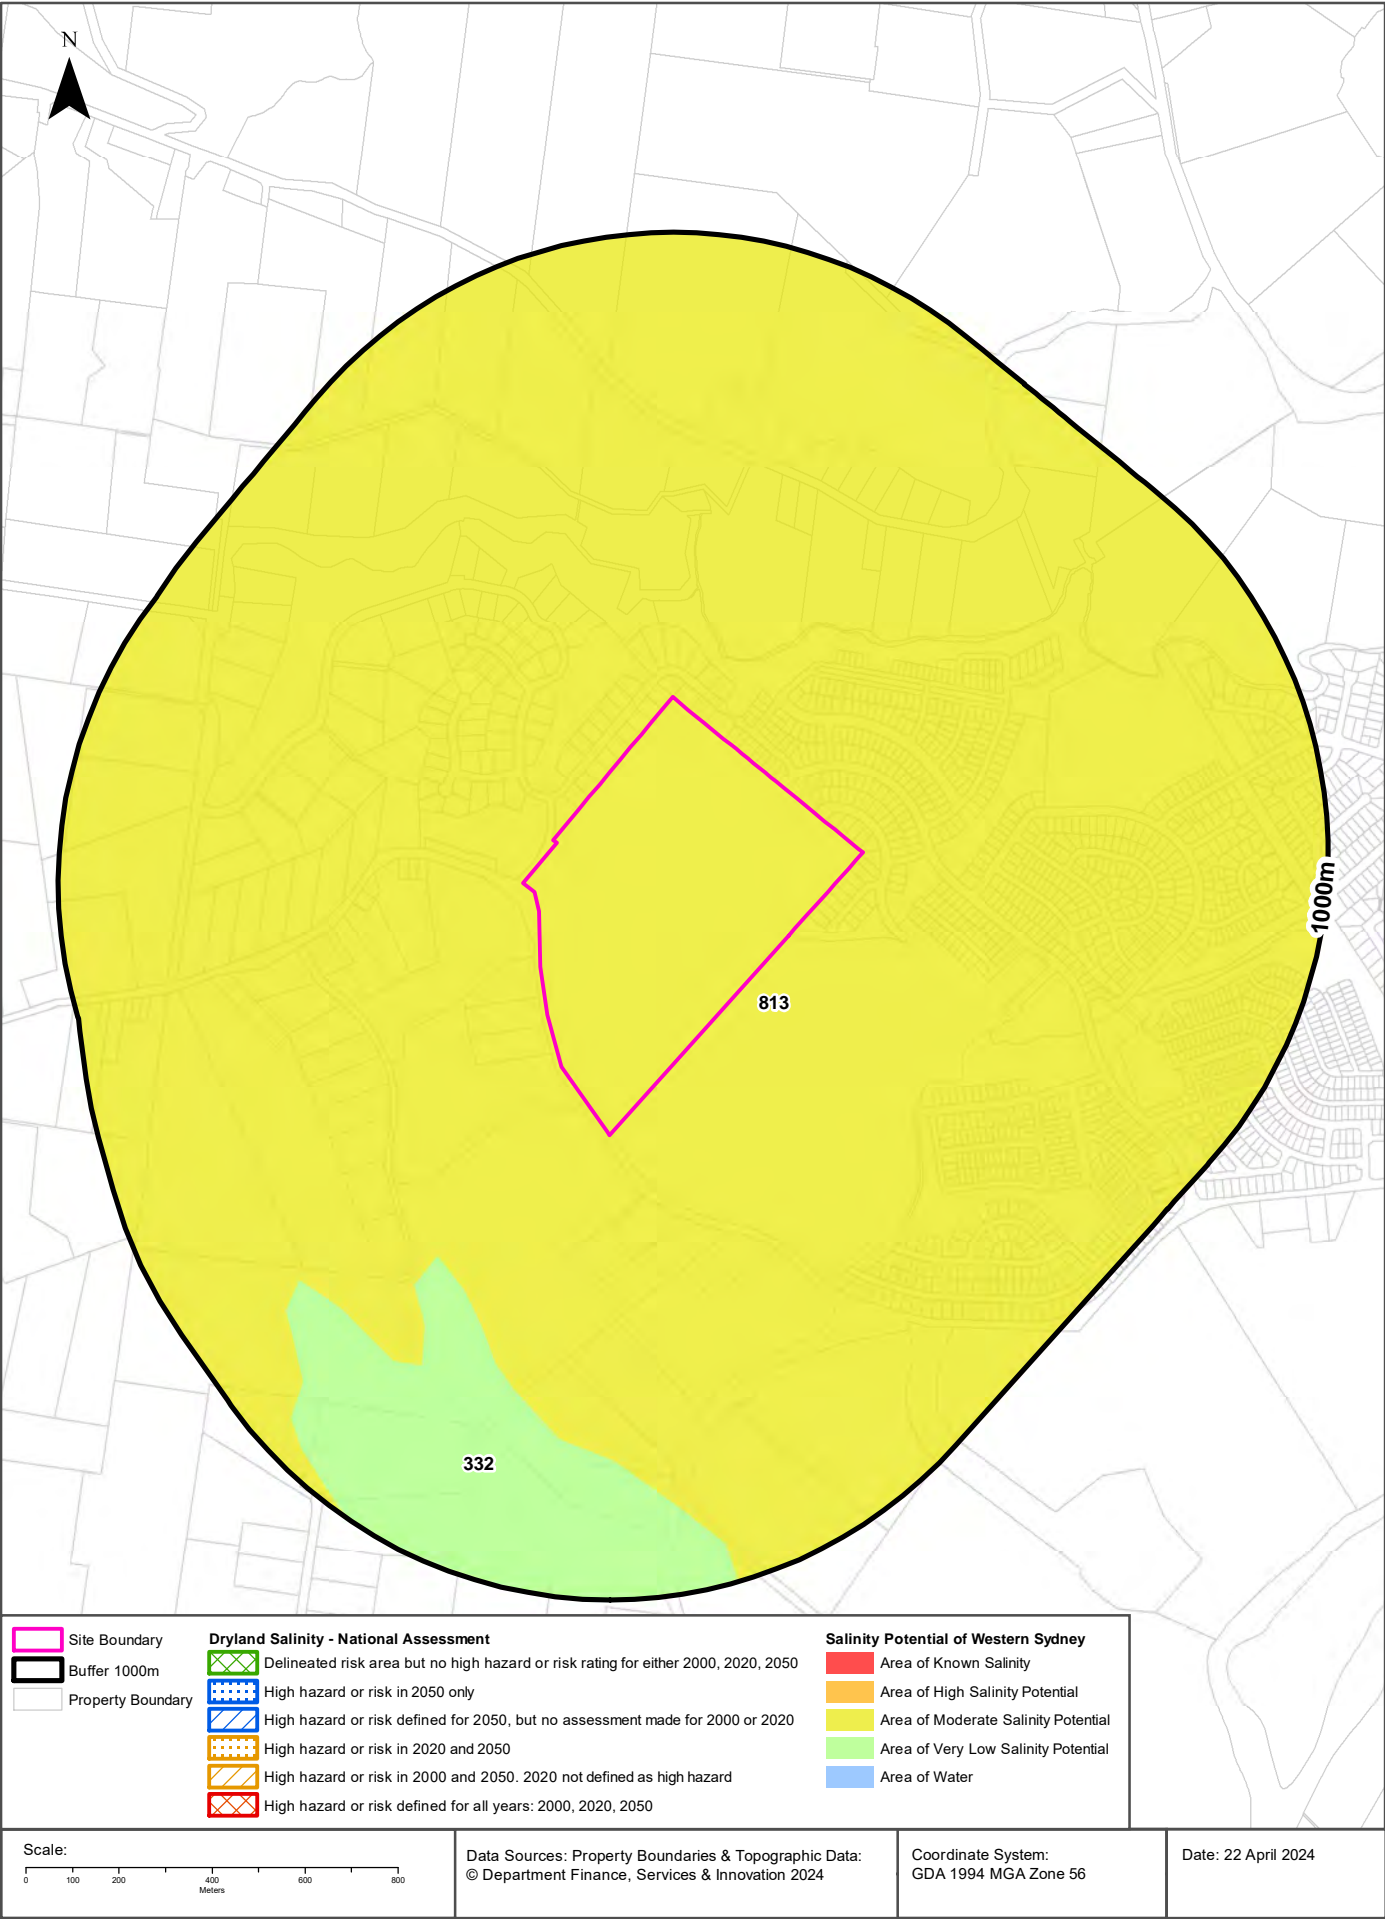 N
1000m
813
332
Site Boundary
Buffer 1000m
Property Boundary
Dryland Salinity - National Assessment
Delineated risk area but no high hazard or risk rating for either 2000, 2020, 2050
High hazard or risk in 2050 only
High hazard or risk defined for 2050, but no assessment made for 2000 or 2020
High hazard or risk in 2020 and 2050
High hazard or risk in 2000 and 2050. 2020 not defined as high hazard
High hazard or risk defined for all years: 2000, 2020, 2050
Salinity Potential of Western Sydney
Area of Known Salinity
Area of High Salinity Potential
Area of Moderate Salinity Potential
Area of Very Low Salinity Potential
Area of Water
Scale:
0 100 200 400 600 800
Meters
Data Sources: Property Boundaries & Topographic Data:
© Department Finance, Services & Innovation 2024
Coordinate System:
GDA 1994 MGA Zone 56
Date: 22 April 2024